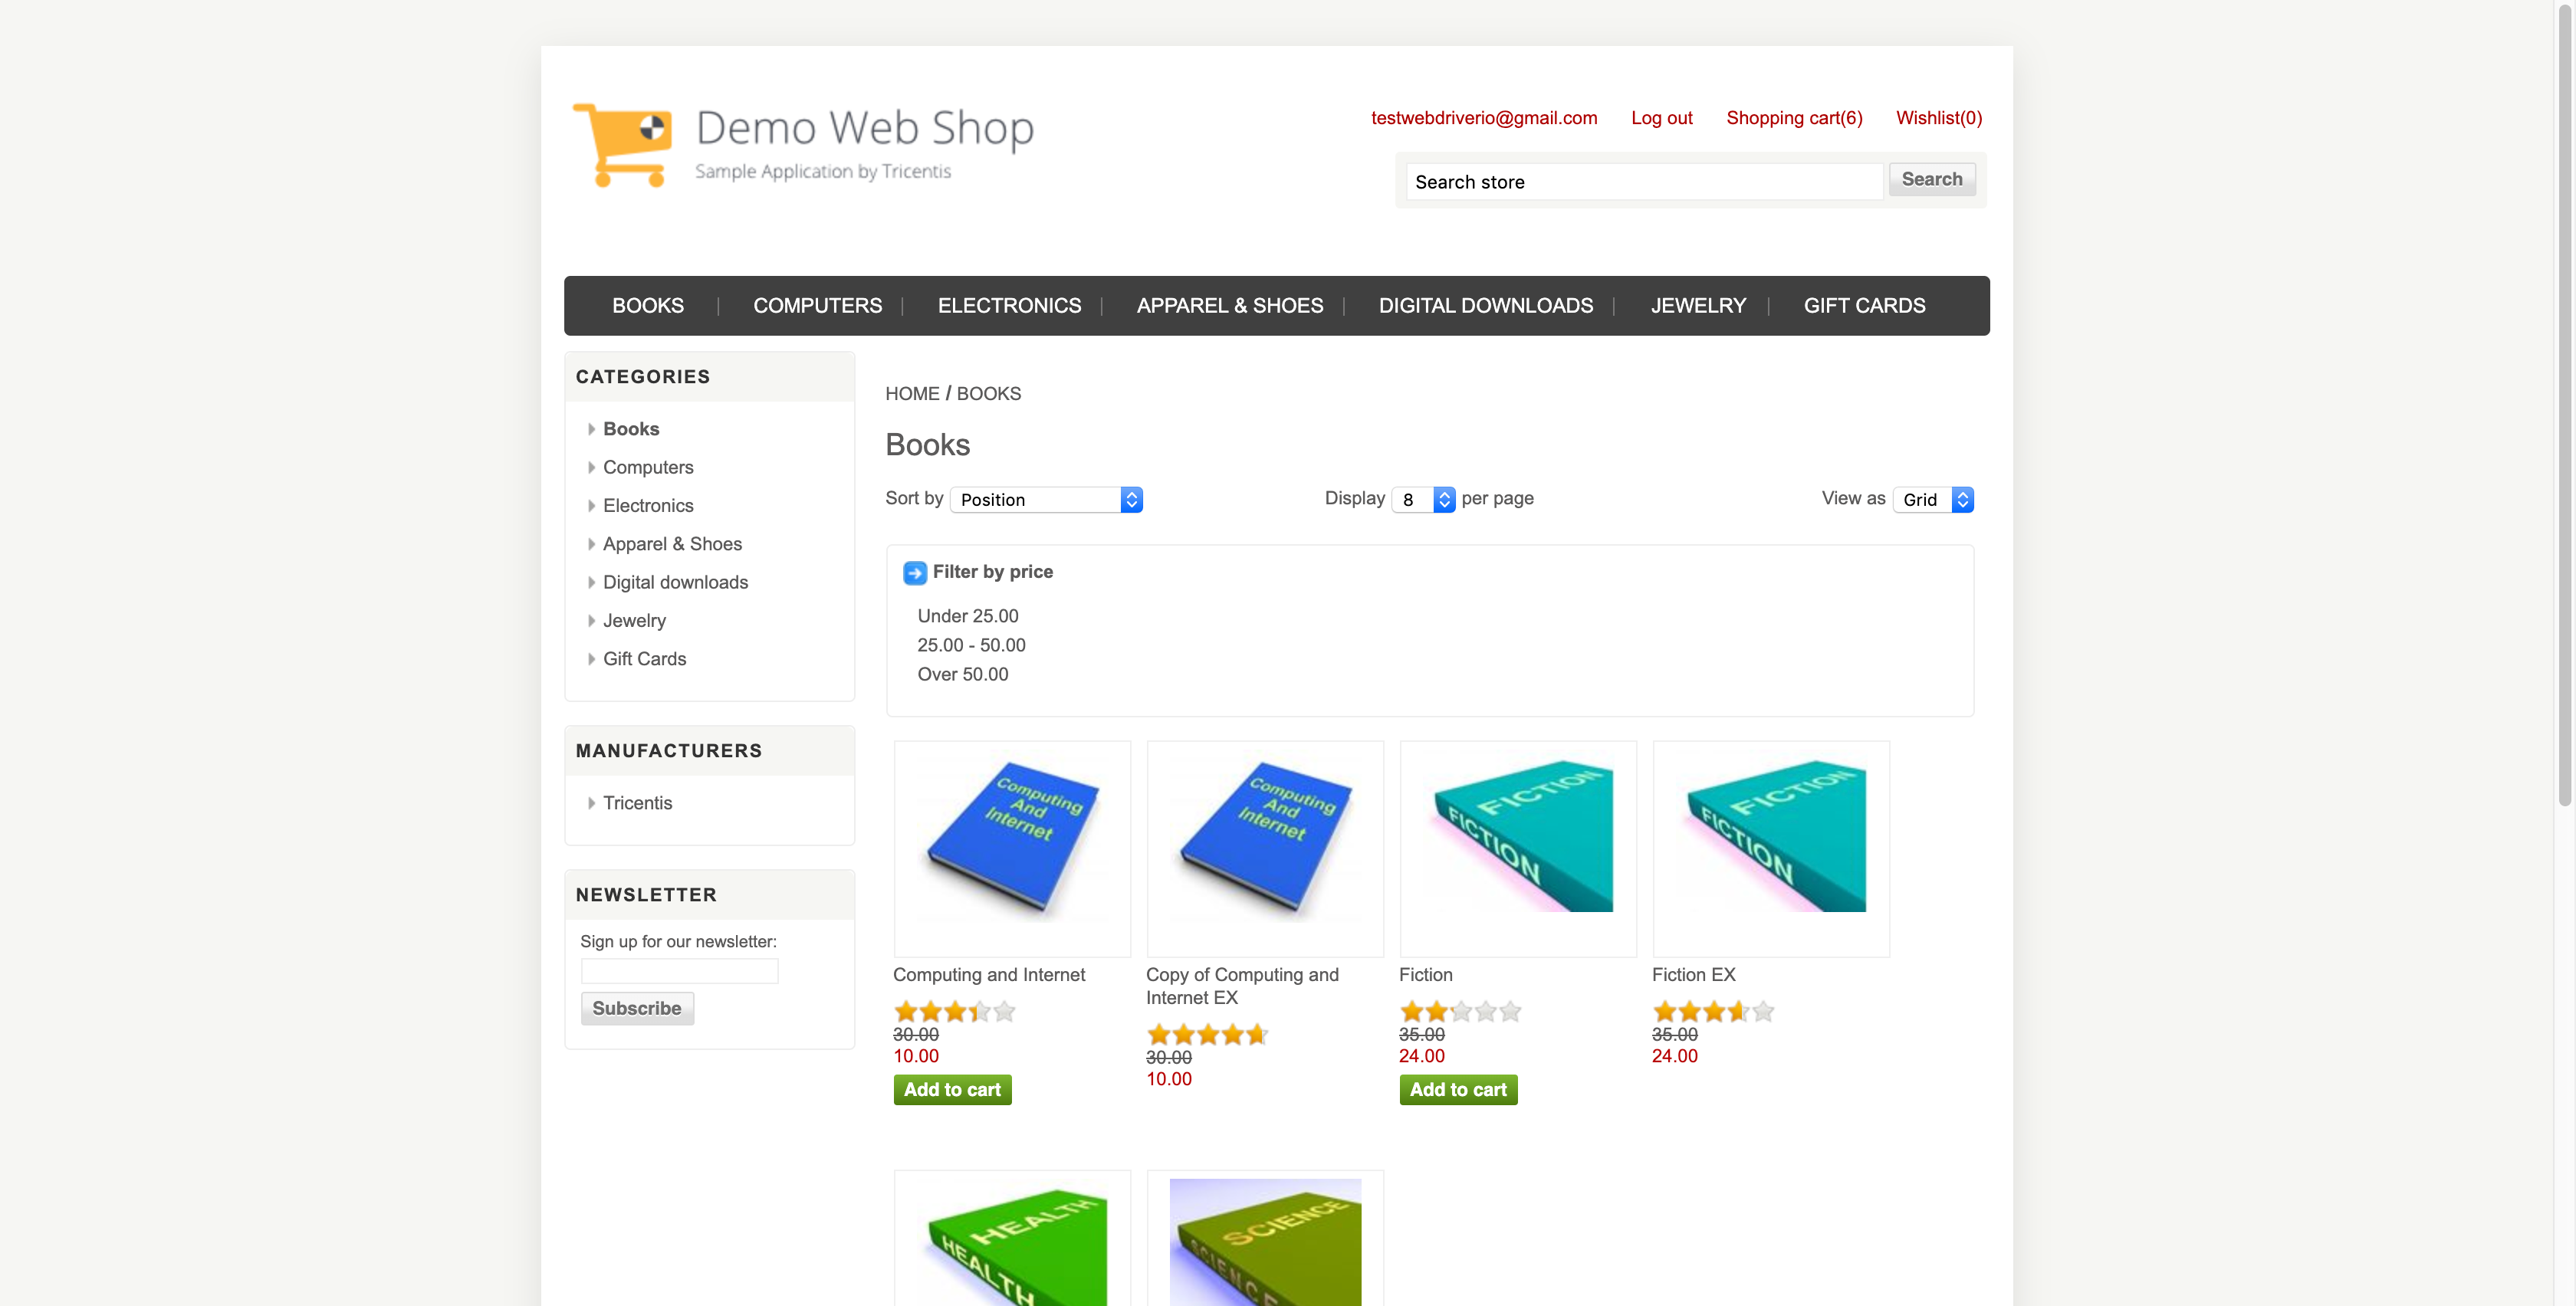 Demo Web Shop
Sample Application by Tricentis
testwebdriverio@gmail.com Log out Shopping cart(6) Wishlist(0)
Search store Search
BOOKS COMPUTERS ELECTRONICS APPAREL & SHOES DIGITAL DOWNLOADS JEWELRY GIFT CARDS
CATEGORIES
Books
Computers
Electronics
Apparel & Shoes
Digital downloads
Jewelry
Gift Cards
MANUFACTURERS
Tricentis
NEWSLETTER
Sign up for our newsletter:
Subscribe
HOME / BOOKS
Books
Sort by Position Display 8 per page View as Grid
Filter by price
Under 25.00
25.00 - 50.00
Over 50.00
Computing
And
Internet
Computing and Internet
30.00
10.00
Add to cart
Computing
And
Internet
Copy of Computing and
Internet EX
30.00
10.00
FICTION
FICTION
Fiction
35.00
24.00
Add to cart
FICTION
FICTION
Fiction EX
35.00
24.00
HEALTH
HEALTH
SCIENCE
SCIENCE